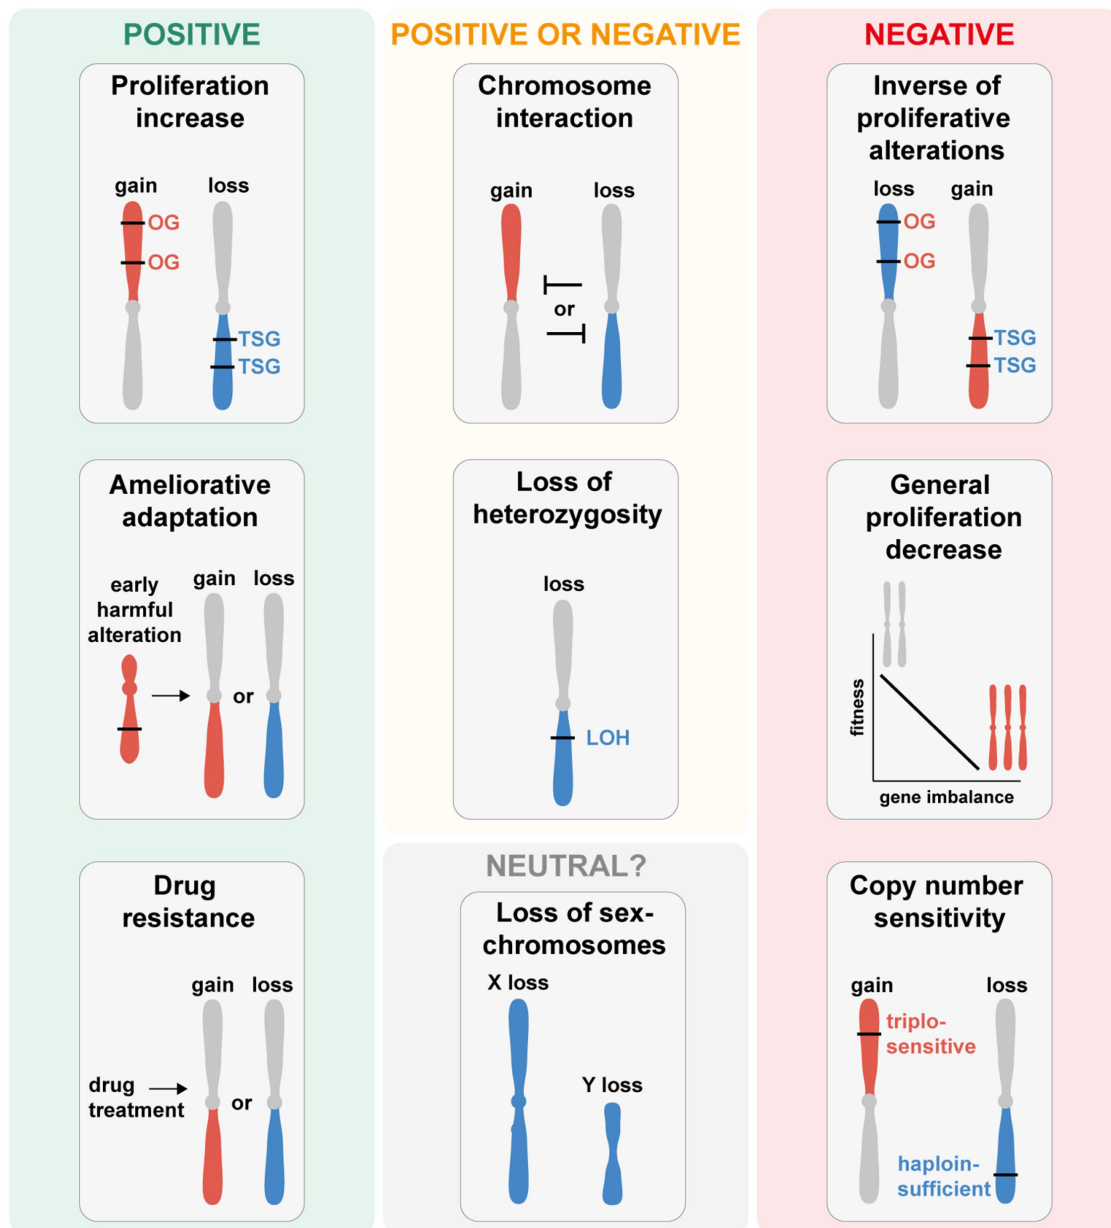 POSITIVE
Proliferation
increase
gain
loss
OG
OG
TSG
TSG
Ameliorative
adaptation
early
harmful
alteration
gain
loss
or
Drug
resistance
gain
loss
drug
treatment
or
POSITIVE OR NEGATIVE
Chromosome
interaction
gain
loss
or
Loss of
heterozygosity
loss
LOH
NEUTRAL?
Loss of sex-
chromosomes
X loss
Y loss
NEGATIVE
Inverse of
proliferative
alterations
loss
gain
OG
OG
TSG
TSG
General
proliferation
decrease
fitness
gene imbalance
Copy number
sensitivity
gain
loss
triplo-
sensitive
haploin-
sufficient